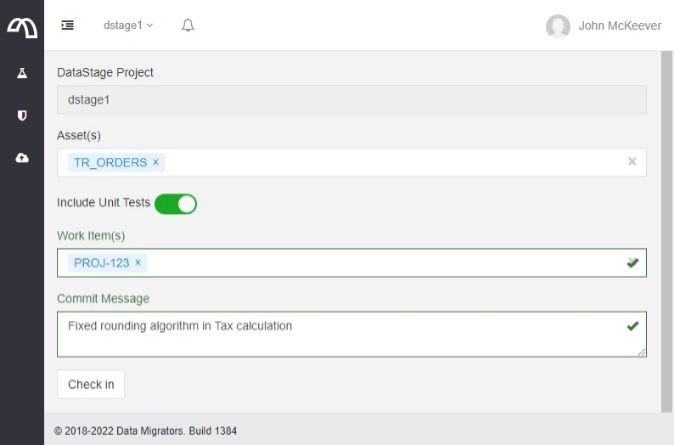 dstage1
John McKeever
DataStage Project
dstage1
Asset(s)
TR_ORDERS ×
Include Unit Tests
Work Item(s)
PROJ-123 ×
Commit Message
Fixed rounding algorithm in Tax calculation
Check in
© 2018-2022 Data Migrators. Build 1384